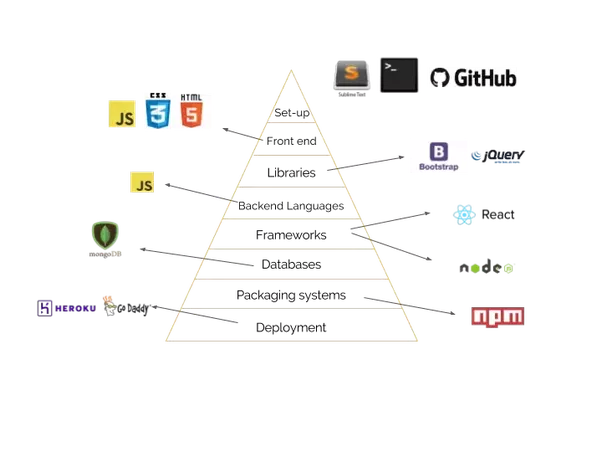 Sublime Text
>_
GitHub
CSS
3
HTML
5
JS
Set-up
Front end
Libraries
B
Bootstrap
jQuery
JS
Backend Languages
Frameworks
React
mongoDB
Databases
node
Packaging systems
HEROKU
Go Daddy
npm
Deployment